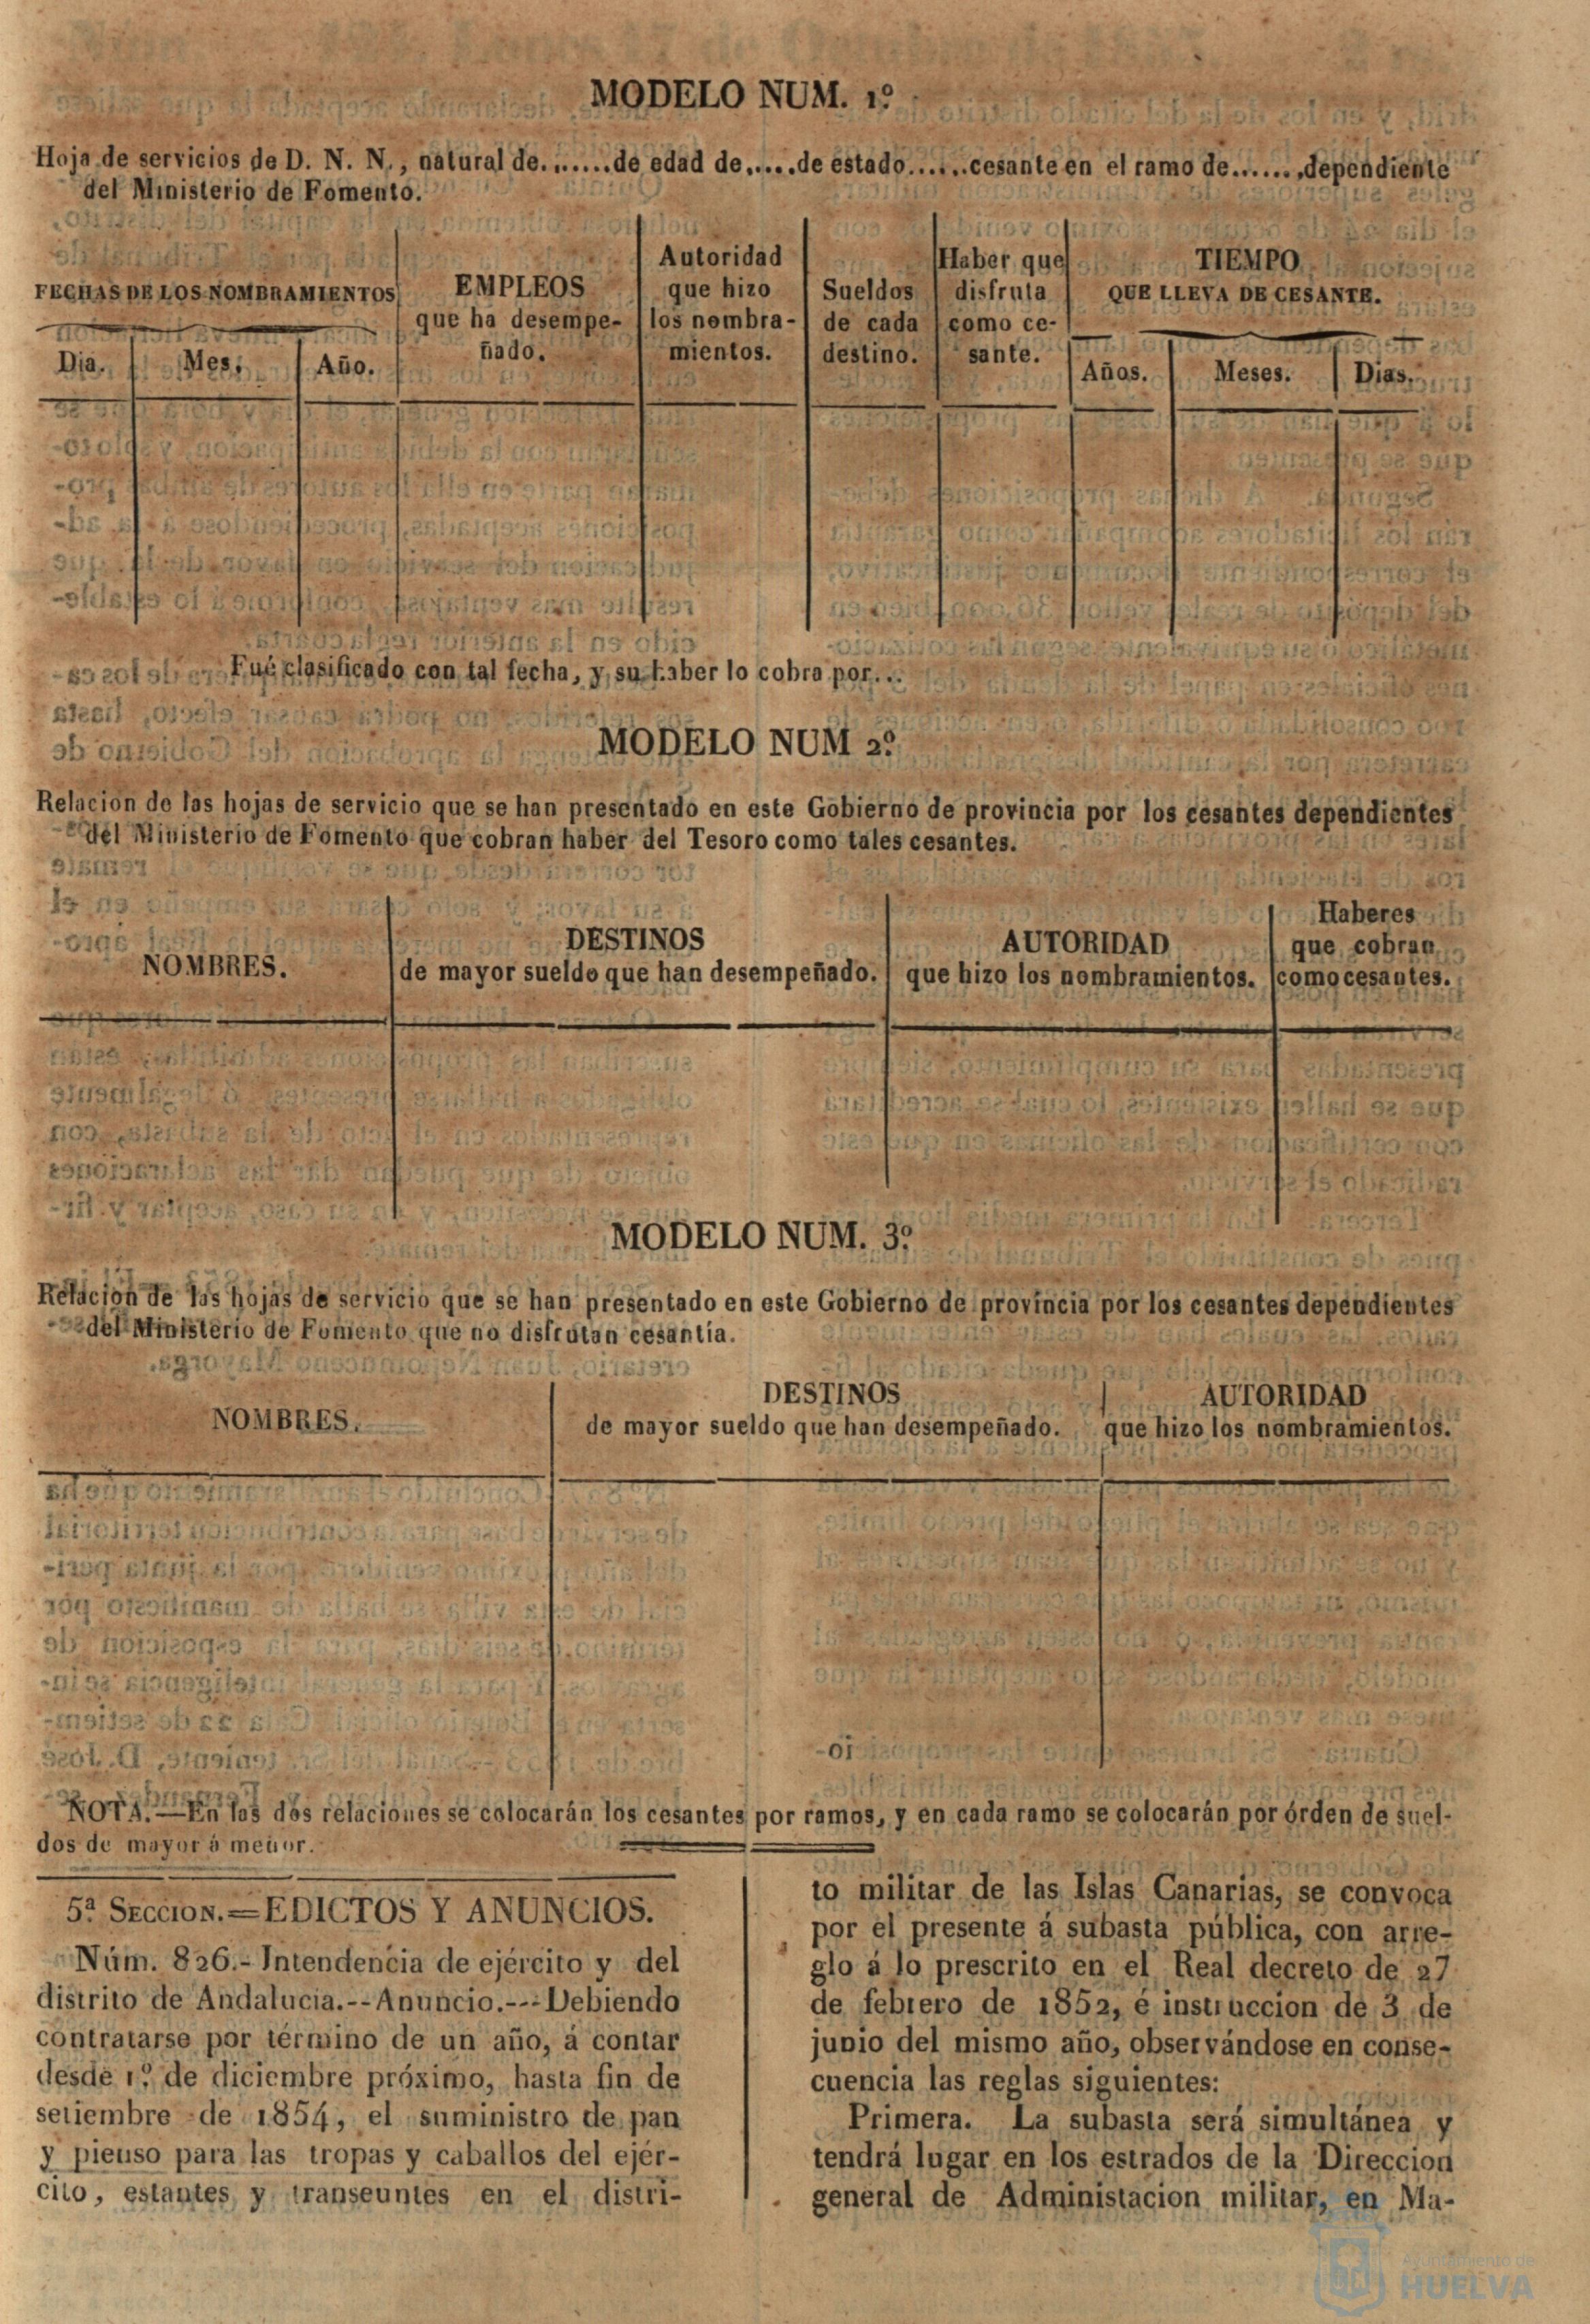 MODELO NUM. 1º
Hoja de servicios de D. N. N., natural de.......de edad de.....de estado......cesante en el ramo de.......dependiente
del Ministerio de Fomento.
FECHAS DE LOS NOMBRAMIENTOS
Dia.
Mes.
Año.
EMPLEOS
que ha desempe-
ñado.
Autoridad
que hizo
los nombra-
mientos.
Sueldos
de cada
destino.
Haber que
disfruta
como ce-
sante.
TIEMPO
QUE LLEVA DE CESANTE.
Años.
Meses.
Dias.
Fué clasificado con tal fecha, y su haber lo cobra por...
MODELO NUM 2º
Relacion de las hojas de servicio que se han presentado en este Gobierno de provincia por los cesantes dependientes
del Ministerio de Fomento que cobran haber del Tesoro como tales cesantes.
NOMBRES.
DESTINOS
de mayor sueldo que han desempeñado.
AUTORIDAD
que hizo los nombramientos.
Haberes
que cobran
como cesantes.
MODELO NUM. 3º
Relacion de las hojas de servicio que se han presentado en este Gobierno de provincia por los cesantes dependientes
del Ministerio de Fomento que no disfrutan cesantía.
NOMBRES.
DESTINOS
de mayor sueldo que han desempeñado.
AUTORIDAD
que hizo los nombramientos.
NOTA.—En las dos relaciones se colocarán los cesantes por ramos, y en cada ramo se colocarán por órden de suel-
dos de mayor á menor.
5.ª SECCION.=EDICTOS Y ANUNCIOS.
Núm. 826.- Intendencia de ejército y del
distrito de Andalucia.--Anuncio.---Debiendo
contratarse por término de un año, á contar
desde 1º. de diciembre próximo, hasta fin de
setiembre de 1854, el suministro de pan
y pienso para las tropas y caballos del ejér-
cito, estantes y transeuntes en el distri-
to militar de las Islas Canarias, se convoca
por el presente á subasta pública, con arre-
glo á lo prescrito en el Real decreto de 27
de febrero de 1852, é instruccion de 3 de
junio del mismo año, observándose en conse-
cuencia las reglas siguientes:
Primera. La subasta será simultánea y
tendrá lugar en los estrados de la Direccion
general de Administacion militar, en Ma-
Ayuntamiento de
HUELVA